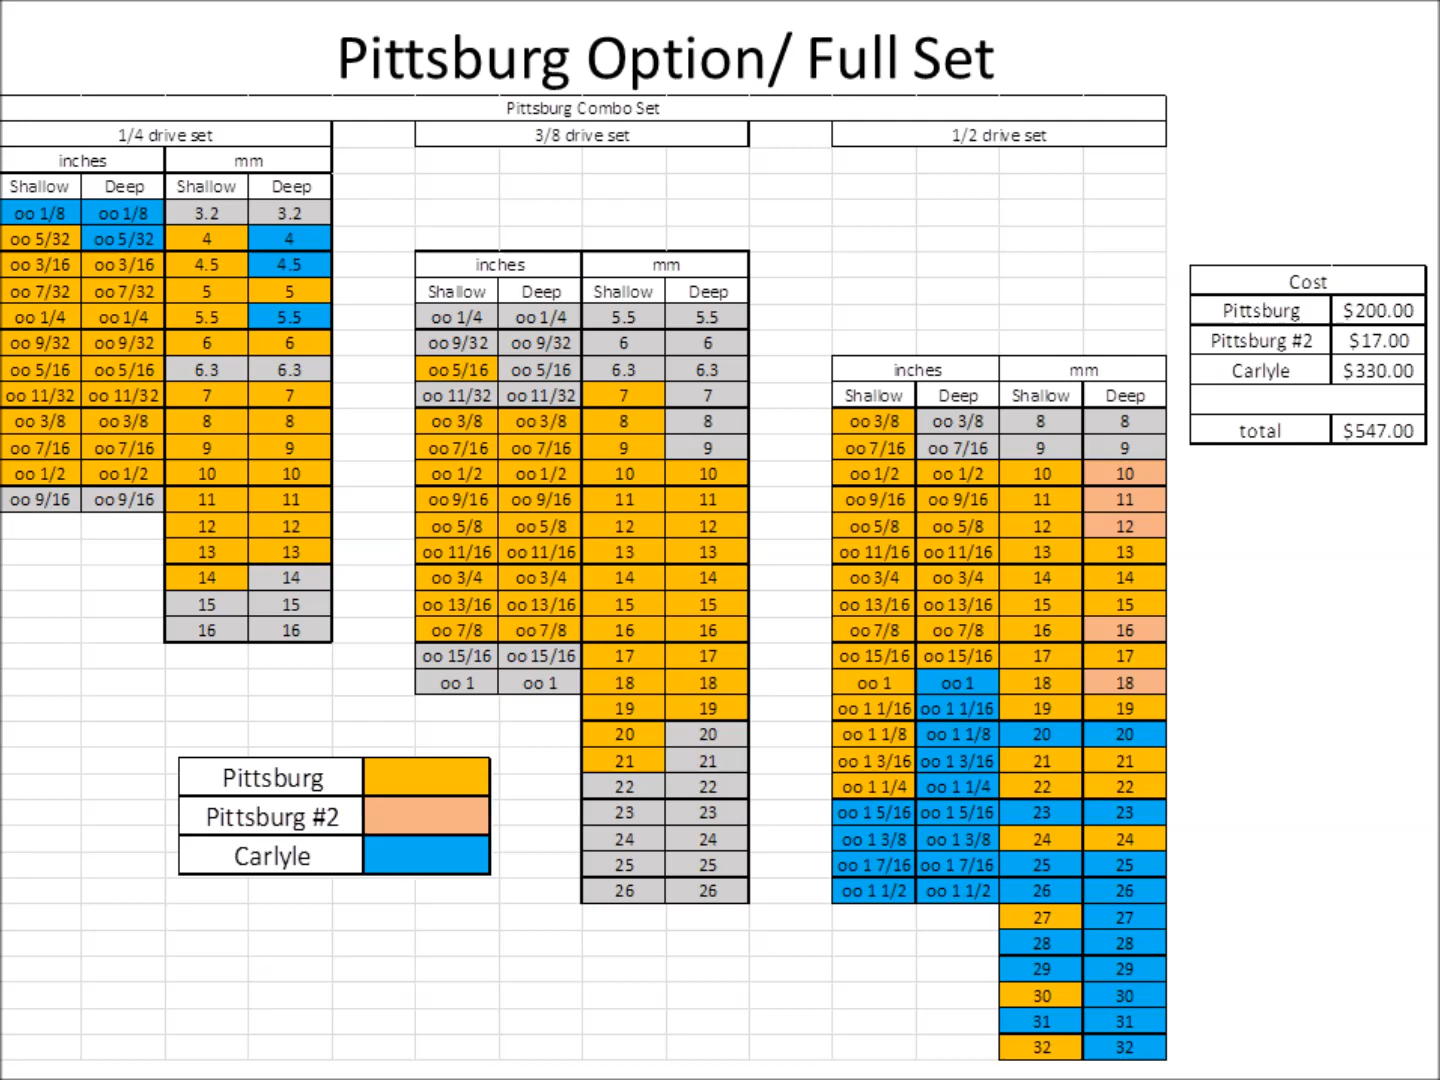 Pittsburg Option/ Full Set
Pittsburg Combo Set
1/4 drive set 3/8 drive set 1/2 drive set
inches mm
Shallow Deep Shallow Deep
oo 1/8 oo 1/8 3.2 3.2
oo 5/32 oo 5/32 4 4
oo 3/16 oo 3/16 4.5 4.5
oo 7/32 oo 7/32 5 5
oo 1/4 oo 1/4 5.5 5.5
oo 9/32 oo 9/32 6 6
oo 5/16 oo 5/16 6.3 6.3
oo 11/32 oo 11/32 7 7
oo 3/8 oo 3/8 8 8
oo 7/16 oo 7/16 9 9
oo 1/2 oo 1/2 10 10
oo 9/16 oo 9/16 11 11
12 12
13 13
14 14
15 15
16 16
inches mm
Shallow Deep Shallow Deep
oo 1/4 oo 1/4 5.5 5.5
oo 9/32 oo 9/32 6 6
oo 5/16 oo 5/16 6.3 6.3
oo 11/32 oo 11/32 7 7
oo 3/8 oo 3/8 8 8
oo 7/16 oo 7/16 9 9
oo 1/2 oo 1/2 10 10
oo 9/16 oo 9/16 11 11
oo 5/8 oo 5/8 12 12
oo 11/16 oo 11/16 13 13
oo 3/4 oo 3/4 14 14
oo 13/16 oo 13/16 15 15
oo 7/8 oo 7/8 16 16
oo 15/16 oo 15/16 17 17
oo 1 oo 1 18 18
19 19
20 20
21 21
22 22
23 23
24 24
25 25
26 26
inches mm
Shallow Deep Shallow Deep
oo 3/8 oo 3/8 8 8
oo 7/16 oo 7/16 9 9
oo 1/2 oo 1/2 10 10
oo 9/16 oo 9/16 11 11
oo 5/8 oo 5/8 12 12
oo 11/16 oo 11/16 13 13
oo 3/4 oo 3/4 14 14
oo 13/16 oo 13/16 15 15
oo 7/8 oo 7/8 16 16
oo 15/16 oo 15/16 17 17
oo 1 oo 1 18 18
oo 1 1/16 oo 1 1/16 19 19
oo 1 1/8 oo 1 1/8 20 20
oo 1 3/16 oo 1 3/16 21 21
oo 1 1/4 oo 1 1/4 22 22
oo 1 5/16 oo 1 5/16 23 23
oo 1 3/8 oo 1 3/8 24 24
oo 1 7/16 oo 1 7/16 25 25
oo 1 1/2 oo 1 1/2 26 26
27 27
28 28
29 29
30 30
31 31
32 32
Cost
Pittsburg $200.00
Pittsburg #2 $17.00
Carlyle $330.00
total $547.00
Pittsburg
Pittsburg #2
Carlyle